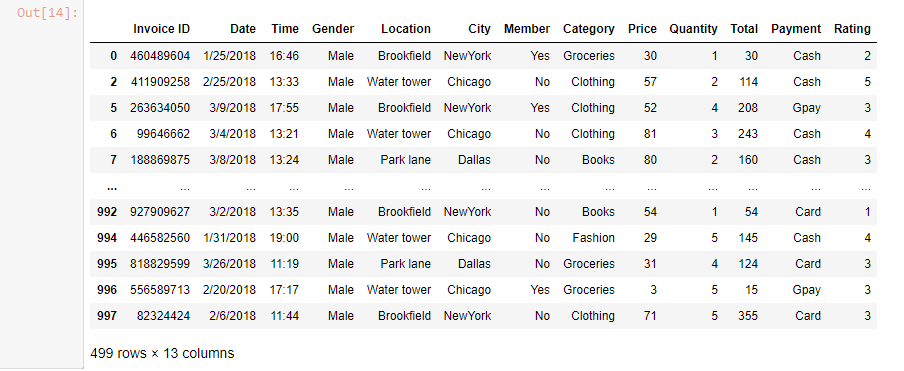 Out[14]:
Invoice ID Date Time Gender Location City Member Category Price Quantity Total Payment Rating
0 460489604 1/25/2018 16:46 Male Brookfield NewYork Yes Groceries 30 1 30 Cash 2
2 411909258 2/25/2018 13:33 Male Water tower Chicago No Clothing 57 2 114 Cash 5
5 263634050 3/9/2018 17:55 Male Brookfield NewYork Yes Clothing 52 4 208 Gpay 3
6 99646662 3/4/2018 13:21 Male Water tower Chicago No Clothing 81 3 243 Cash 4
7 188869875 3/8/2018 13:24 Male Park lane Dallas No Books 80 2 160 Cash 3
... ... ... ... ... ... ... ... ... ... ... ... ... ...
992 927909627 3/2/2018 13:35 Male Brookfield NewYork No Books 54 1 54 Card 1
994 446582560 1/31/2018 19:00 Male Water tower Chicago No Fashion 29 5 145 Cash 4
995 818829599 3/26/2018 11:19 Male Park lane Dallas No Groceries 31 4 124 Card 3
996 556589713 2/20/2018 17:17 Male Water tower Chicago Yes Groceries 3 5 15 Gpay 3
997 82324424 2/6/2018 11:44 Male Brookfield NewYork No Clothing 71 5 355 Card 3
499 rows × 13 columns